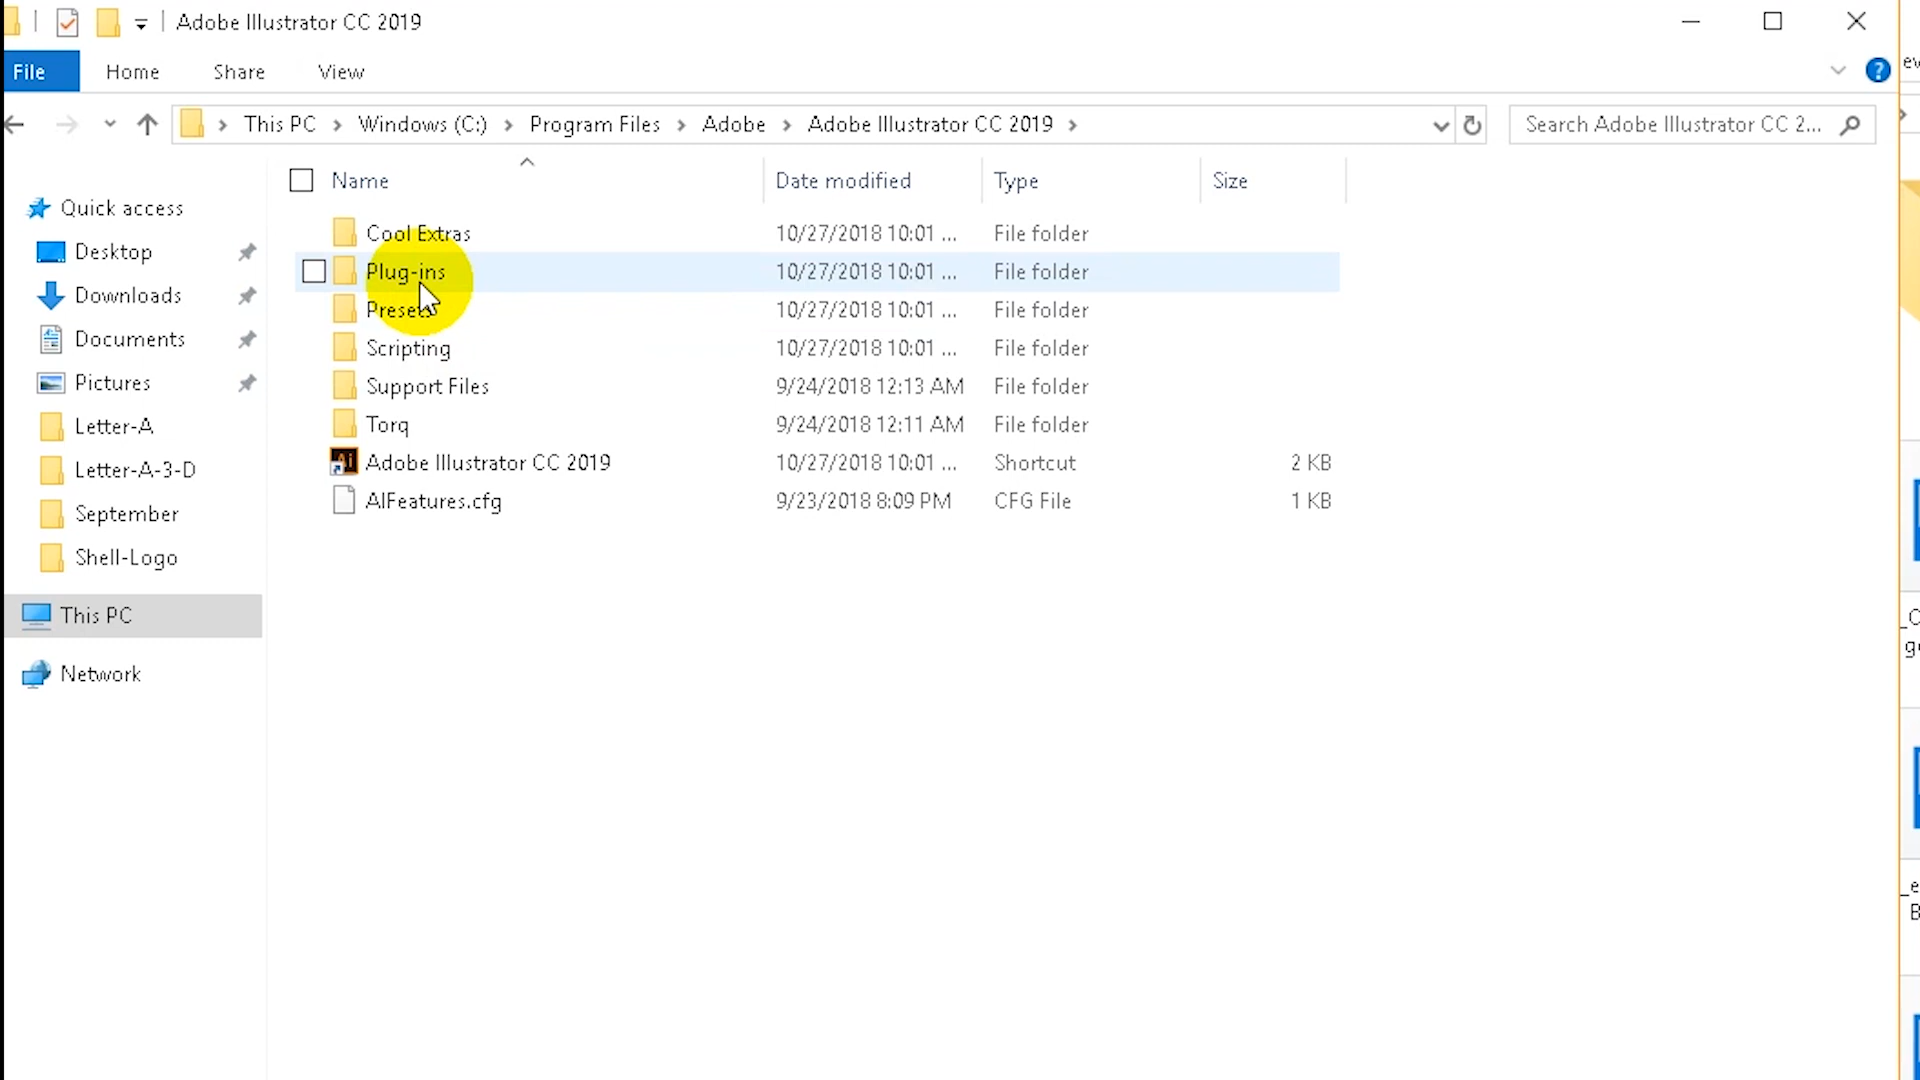 Adobe Illustrator CC 2019
File Home Share View
This PC Windows (C:) Program Files Adobe Adobe Illustrator CC 2019 Search Adobe Illustrator CC 2...
Name Date modified Type Size
Quick access
Desktop
Downloads
Documents
Pictures
Letter-A
Letter-A-3-D
September
Shell-Logo
This PC
Network
Cool Extras 10/27/2018 10:01 ... File folder
Plug-ins 10/27/2018 10:01 ... File folder
Presets 10/27/2018 10:01 ... File folder
Scripting 10/27/2018 10:01 ... File folder
Support Files 9/24/2018 12:13 AM File folder
Torq 9/24/2018 12:11 AM File folder
Adobe Illustrator CC 2019 10/27/2018 10:01 ... Shortcut 2 KB
AIFeatures.cfg 9/23/2018 8:09 PM CFG File 1 KB